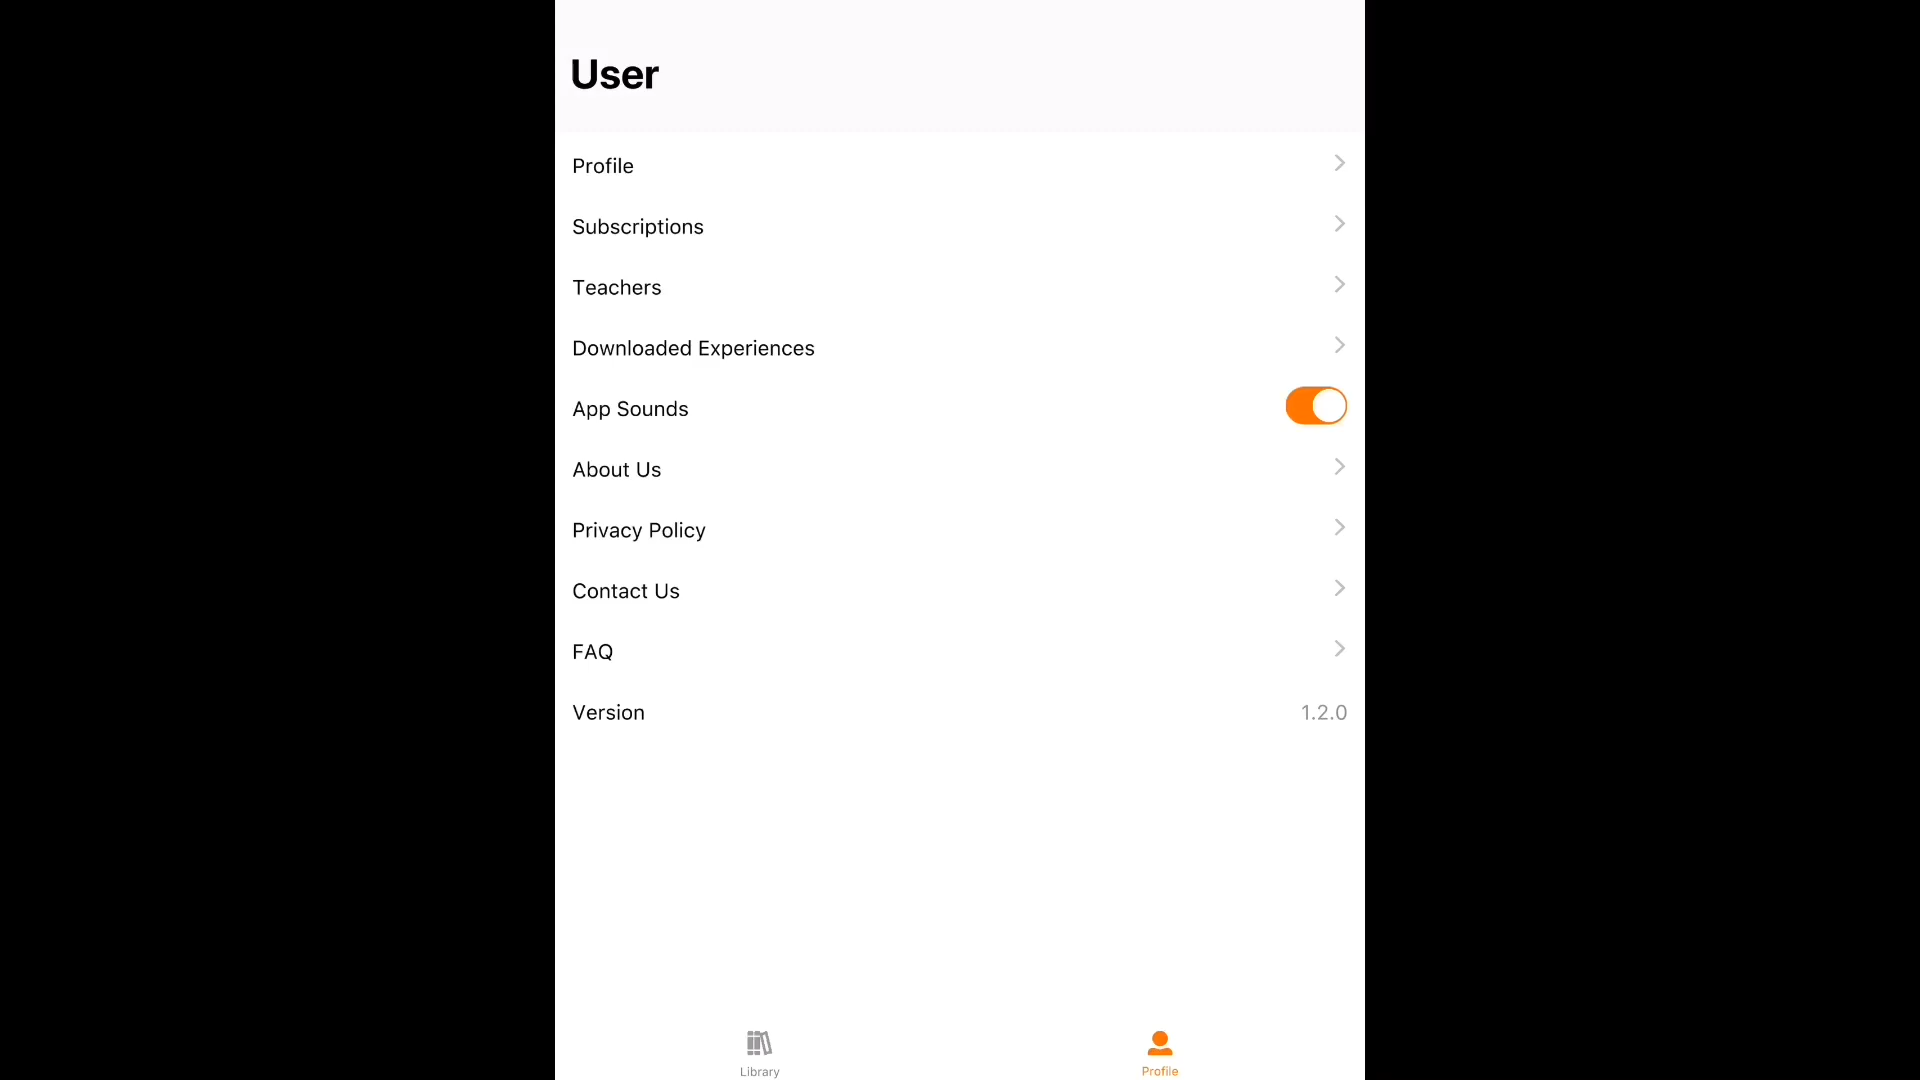 User
Profile
Subscriptions
Teachers
Downloaded Experiences
App Sounds
About Us
Privacy Policy
Contact Us
FAQ
Version 1.2.0
Library Profile